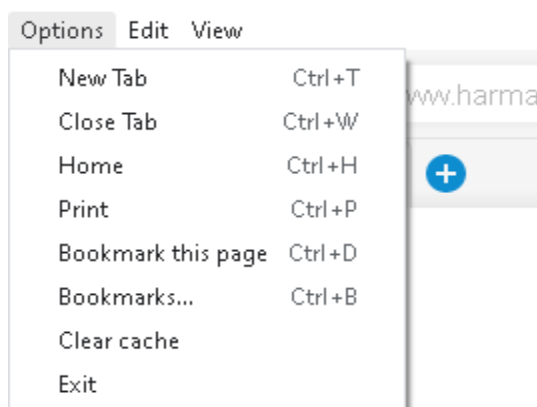 Options Edit View
New Tab Ctrl+T
Close Tab Ctrl+W
Home Ctrl+H
Print Ctrl+P
Bookmark this page Ctrl+D
Bookmarks... Ctrl+B
Clear cache
Exit